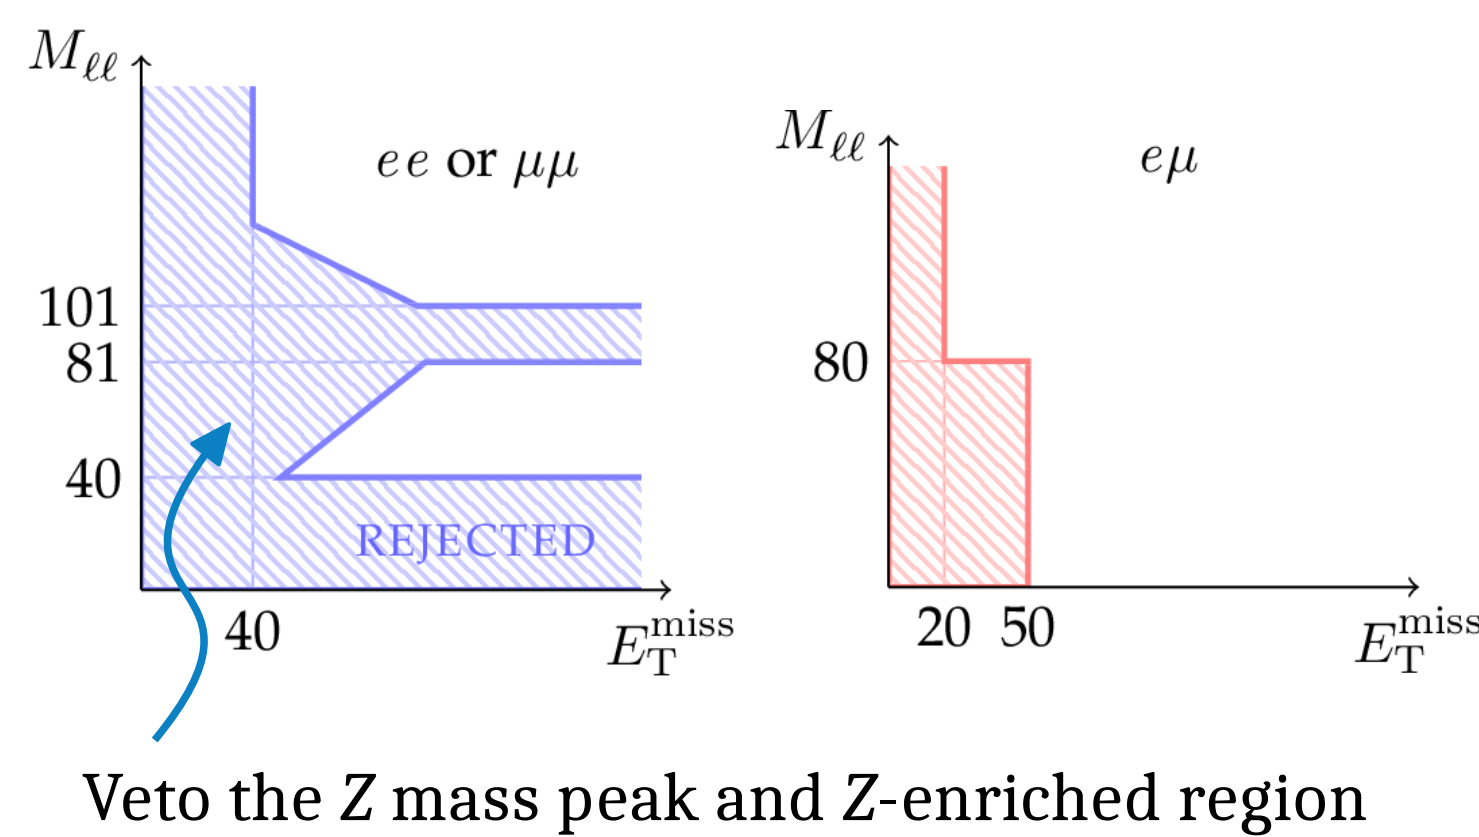 M_ℓℓ
ee or μμ
101
81
40
REJECTED
40
E_T^miss
M_ℓℓ
eμ
80
20 50
E_T^miss
Veto the Z mass peak and Z-enriched region